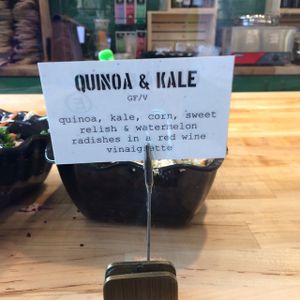 QUINOA & KALE
GF/V
quinoa, kale, corn, sweet
relish & watermelon
radishes in a red wine
vinaigrette